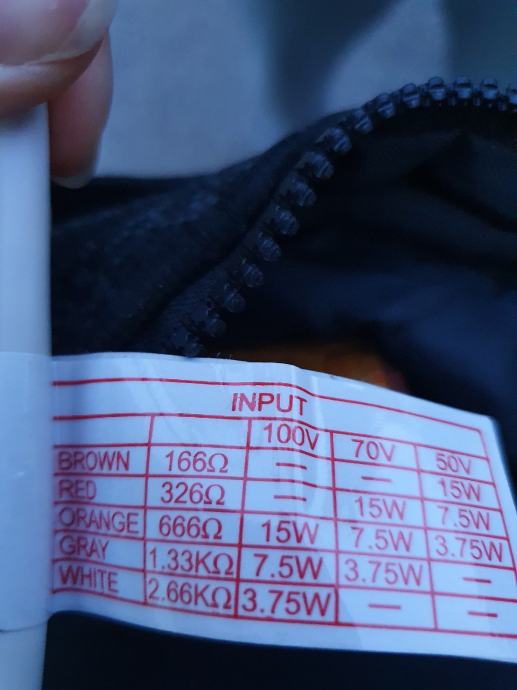 INPUT
100V 70V 50V
BROWN 166Ω — — 15W
RED 326Ω — 15W 7.5W
ORANGE 666Ω 15W 7.5W 3.75W
GRAY 1.33KΩ 7.5W 3.75W —
WHITE 2.66KΩ 3.75W — —